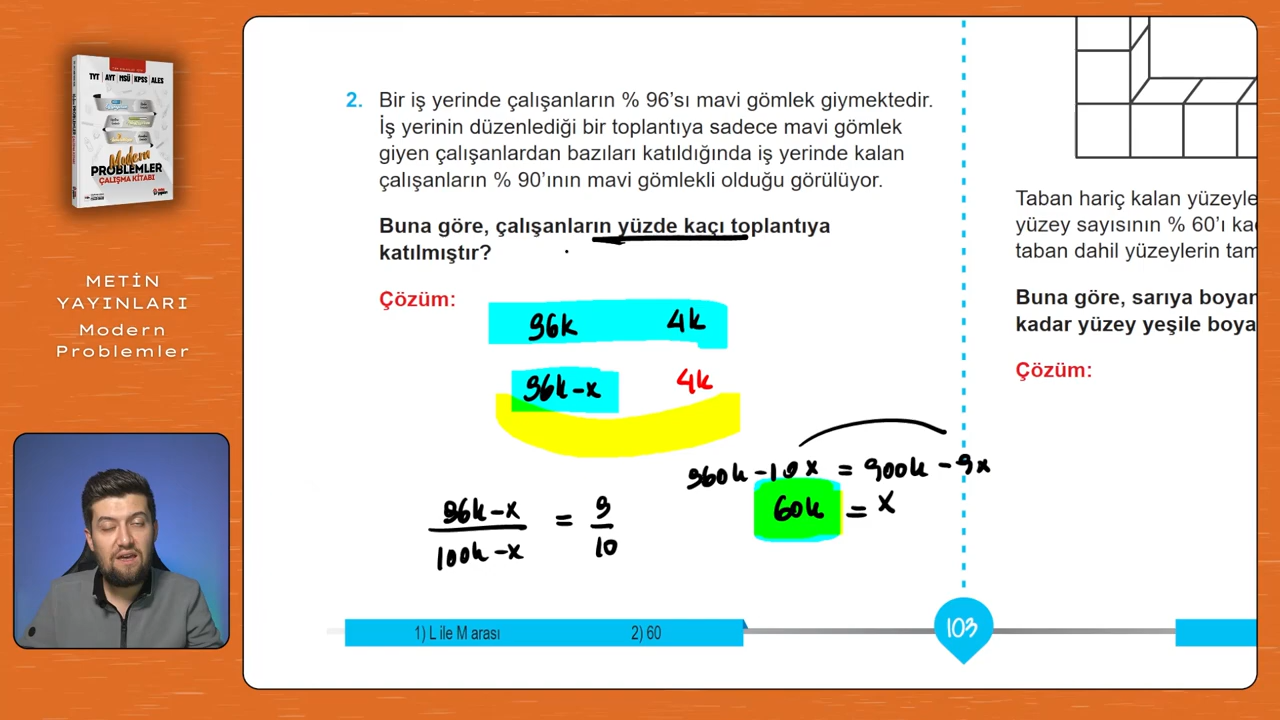 TYT | AYT | MSÜ | KPSS | ALES
Modern
PROBLEMLER
ÇALIŞMA KİTABI
METİN
YAYINLARI
Modern
Problemler
2. Bir iş yerinde çalışanların % 96'sı mavi gömlek giymektedir.
İş yerinin düzenlediği bir toplantıya sadece mavi gömlek
giyen çalışanlardan bazıları katıldığında iş yerinde kalan
çalışanların % 90'ının mavi gömlekli olduğu görülüyor.
Buna göre, çalışanların yüzde kaçı toplantıya
katılmıştır?
Çözüm:
96k 4k
96k-x 4k
96k-x / 100k-x = 9/10
960k-10x = 900k-9x
60k = x
1) L ile M arası 2) 60
103
Taban hariç kalan yüzeyle
yüzey sayısının % 60'ı ka
taban dahil yüzeylerin tam
Buna göre, sarıya boyan
kadar yüzey yeşile boya
Çözüm: